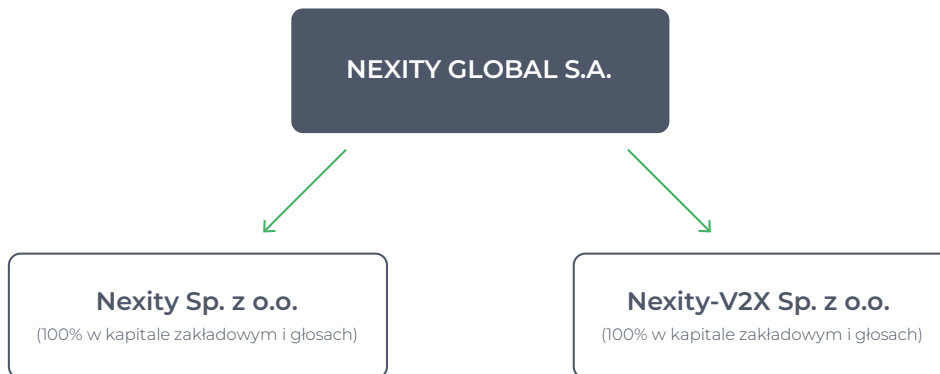 NEXITY GLOBAL S.A.
Nexity Sp. z o.o.
(100% w kapitale zakładowym i głosach)
Nexity-V2X Sp. z o.o.
(100% w kapitale zakładowym i głosach)